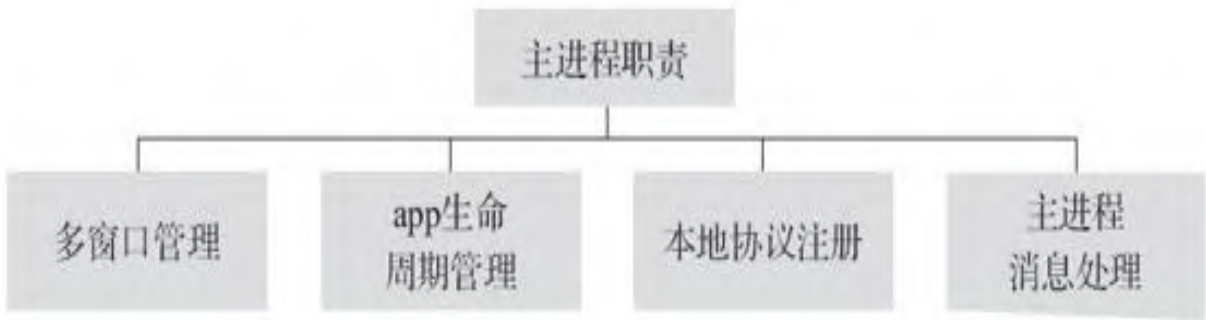 主进程职责
多窗口管理
app生命
周期管理
本地协议注册
主进程
消息处理